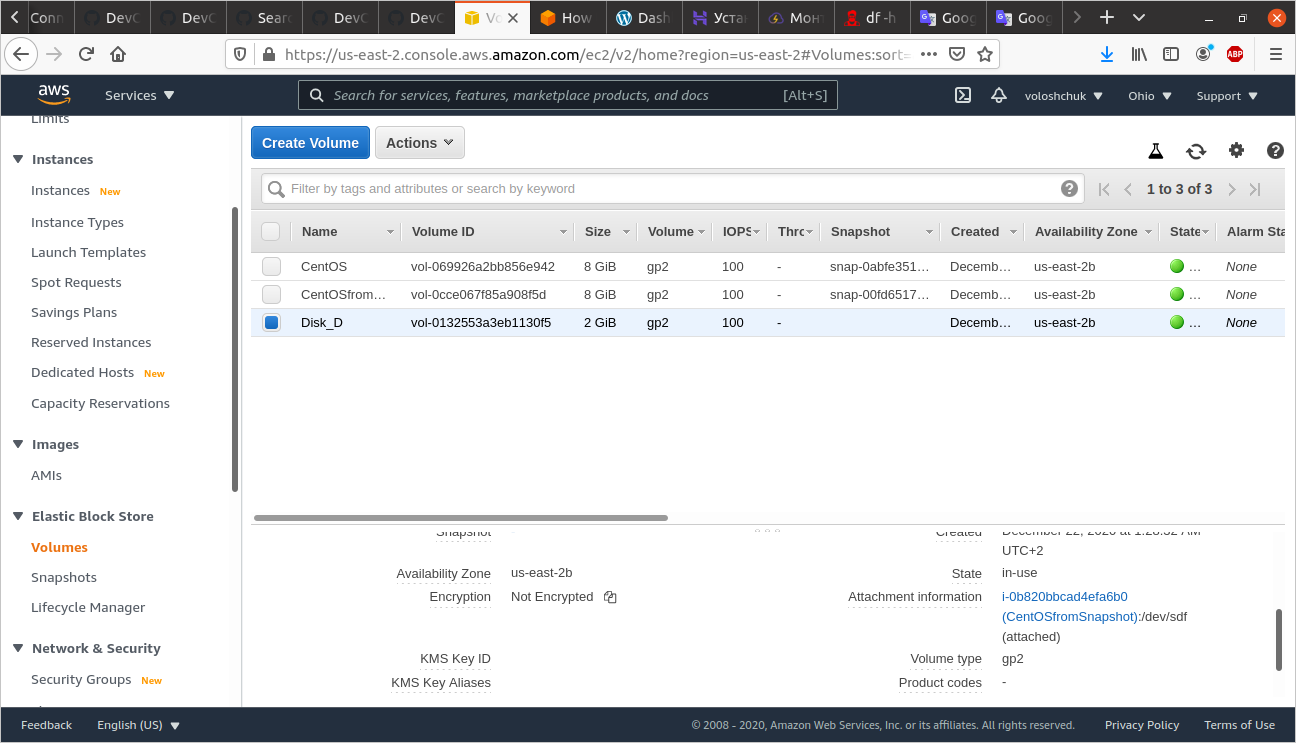 Conn
DevO
DevO
Searc
DevO
DevO
Vo
How
Dash
Уста
Монт
df -h
Goog
Goog
https://us-east-2.console.aws.amazon.com/ec2/v2/home?region=us-east-2#Volumes:sort=
ABP
aws
Services
Search for services, features, marketplace products, and docs
[Alt+S]
voloshchuk
Ohio
Support
Limits
Instances
Instances New
Instance Types
Launch Templates
Spot Requests
Savings Plans
Reserved Instances
Dedicated Hosts New
Capacity Reservations
Images
AMIs
Elastic Block Store
Volumes
Snapshots
Lifecycle Manager
Network & Security
Security Groups New
Create Volume
Actions
Filter by tags and attributes or search by keyword
1 to 3 of 3
Name Volume ID Size Volume IOPS Thro Snapshot Created Availability Zone State Alarm Sta
CentOS vol-069926a2bb856e942 8 GiB gp2 100 - snap-0abfe351... Decemb... us-east-2b ... None
CentOSfrom... vol-0cce067f85a908f5d 8 GiB gp2 100 - snap-00fd6517... Decemb... us-east-2b ... None
Disk_D vol-0132553a3eb1130f5 2 GiB gp2 100 - Decemb... us-east-2b ... None
Snapshot -
Created December 22, 2020 at 1:28:32 AM
UTC+2
Availability Zone us-east-2b
State in-use
Encryption Not Encrypted
Attachment information i-0b820bbcad4efa6b0
(CentOSfromSnapshot):/dev/sdf
(attached)
KMS Key ID
Volume type gp2
KMS Key Aliases
Product codes -
Feedback
English (US)
© 2008 - 2020, Amazon Web Services, Inc. or its affiliates. All rights reserved.
Privacy Policy
Terms of Use